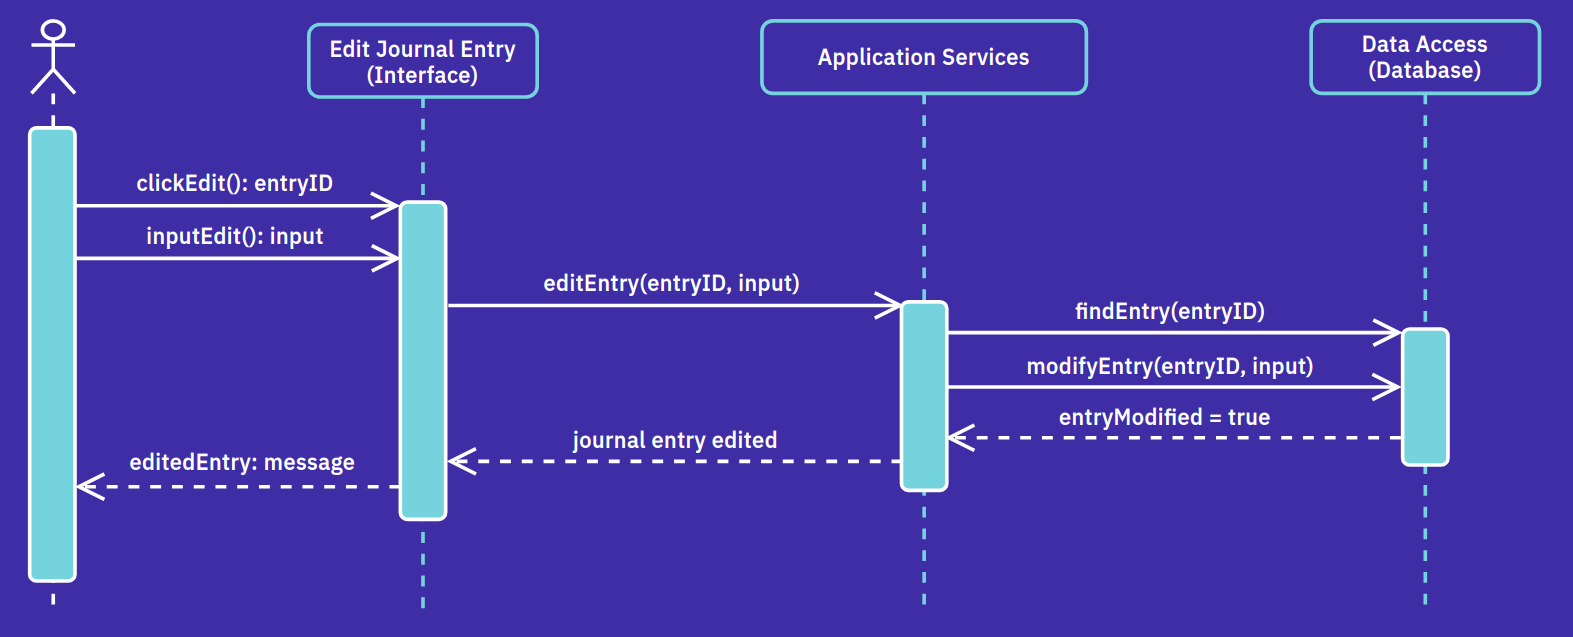 Edit Journal Entry
(Interface)
Application Services
Data Access
(Database)
clickEdit(): entryID
inputEdit(): input
editEntry(entryID, input)
findEntry(entryID)
modifyEntry(entryID, input)
entryModified = true
journal entry edited
editedEntry: message